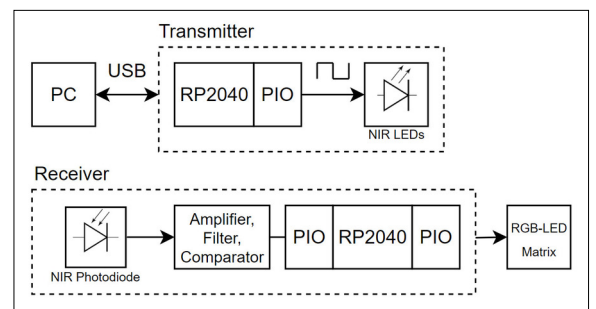 Transmitter
PC
USB
RP2040
PIO
NIR LEDs
Receiver
NIR Photodiode
Amplifier,
Filter,
Comparator
PIO
RP2040
PIO
RGB-LED
Matrix